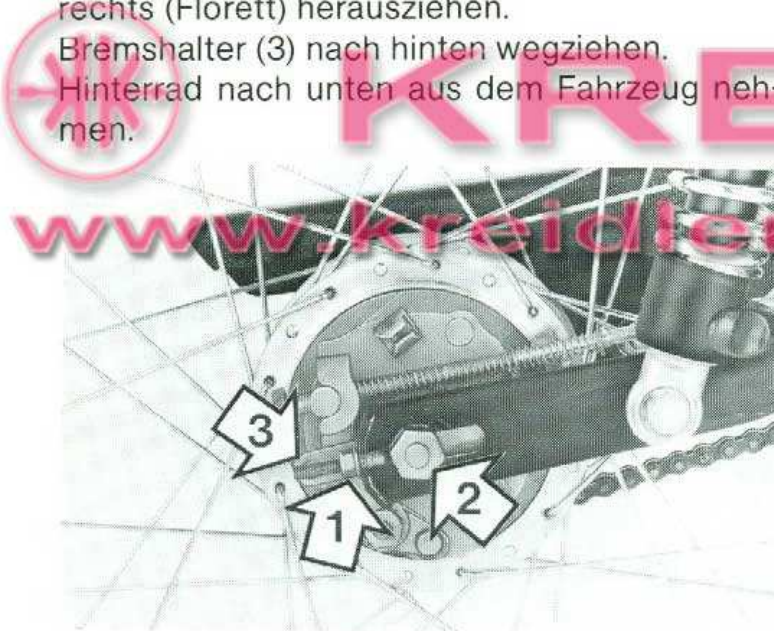 rechts (Florett) herausziehen.
Bremshalter (3) nach hinten wegziehen.
Hinterrad nach unten aus dem Fahrzeug neh-
men.
KRE
www.kreidler
3
1
2